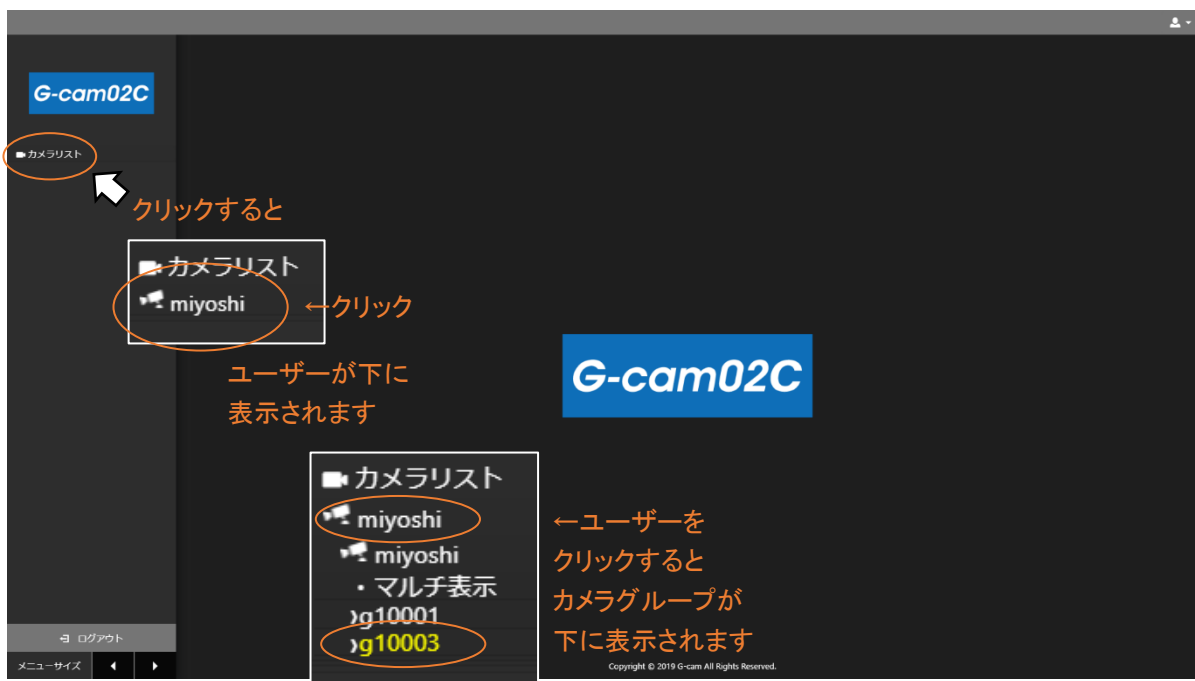 G-cam02C
カメラリスト
クリックすると
カメラリスト
miyoshi
←クリック
ユーザーが下に
表示されます
G-cam02C
カメラリスト
miyoshi
miyoshi
・マルチ表示
g10001
g10003
←ユーザーを
クリックすると
カメラグループが
下に表示されます
ログアウト
メニューサイズ
Copyright © 2019 G-cam All Rights Reserved.